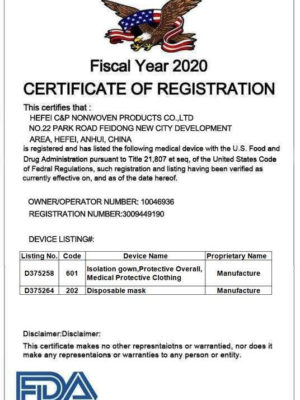 Fiscal Year 2020
CERTIFICATE OF REGISTRATION
This certifies that :
HEFEI C&P NONWOVEN PRODUCTS CO.,LTD
NO.22 PARK ROAD FEIDONG NEW CITY DEVELOPMENT
AREA, HEFEI, ANHUI, CHINA
is registered and has listed the following medical device with the U.S. Food and
Drug Administration pursuant to Title 21,807 et seq, of the United States Code
of Fedral Regulations, such registration and listing having been verified as
currently effective on, and as of the date hereof.
OWNER/OPERATOR NUMBER: 10046936
REGISTRATION NUMBER:3009449190
DEVICE LISTING#:
Listing No. Code Device Name Proprietary Name
D375258 601 Isolation gown,Protective Overall, Medical Protective Clothing Manufacture
D375264 202 Disposable mask Manufacture
Disclaimer:Disclaimer:
This certificate makes no other represntaiotns or warrantied, nor does it
make any representaions or warranties to any person or entity.
FDA